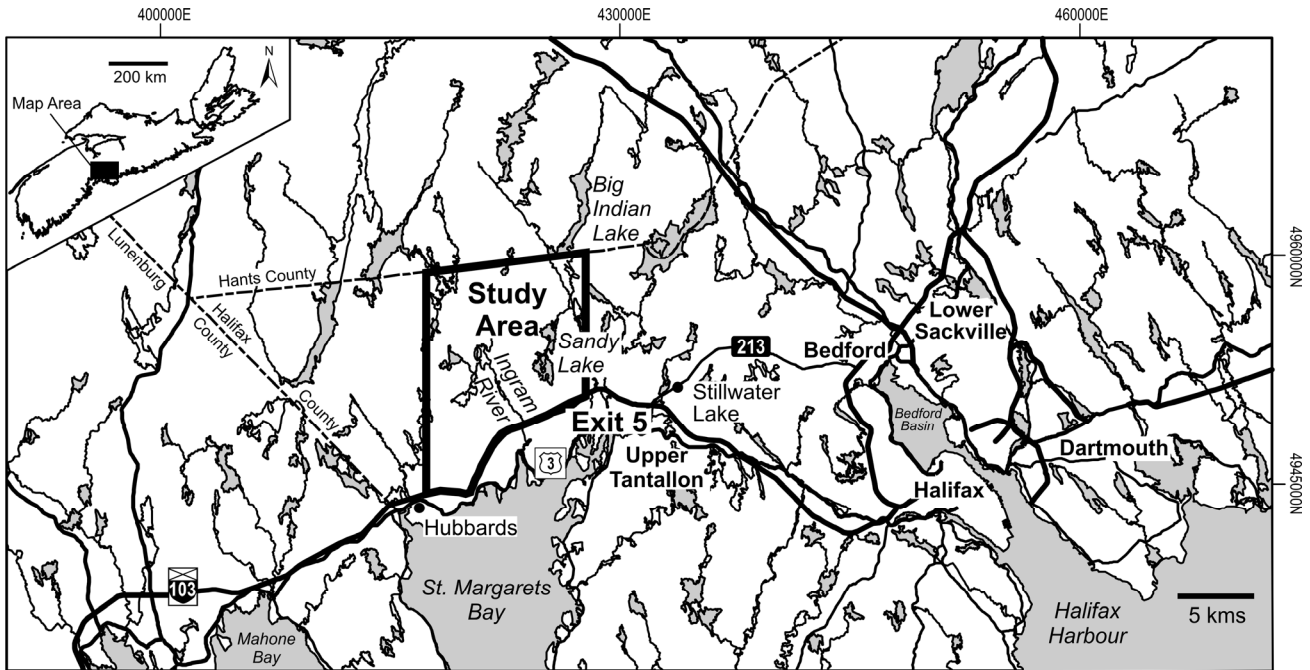 400000E
430000E
460000E
200 km
N
Map Area
Big
Indian
Lake
Lunenburg
County
Hants County
Halifax
County
4960000N
Study
Area
Sandy
Lake
Ingram
River
213
Lower
Sackville
Bedford
Stillwater
Lake
Bedford
Basin
Exit 5
3
Upper
Tantallon
Dartmouth
4945000N
Halifax
Hubbards
103
St. Margarets
Bay
Mahone
Bay
Halifax
Harbour
5 kms